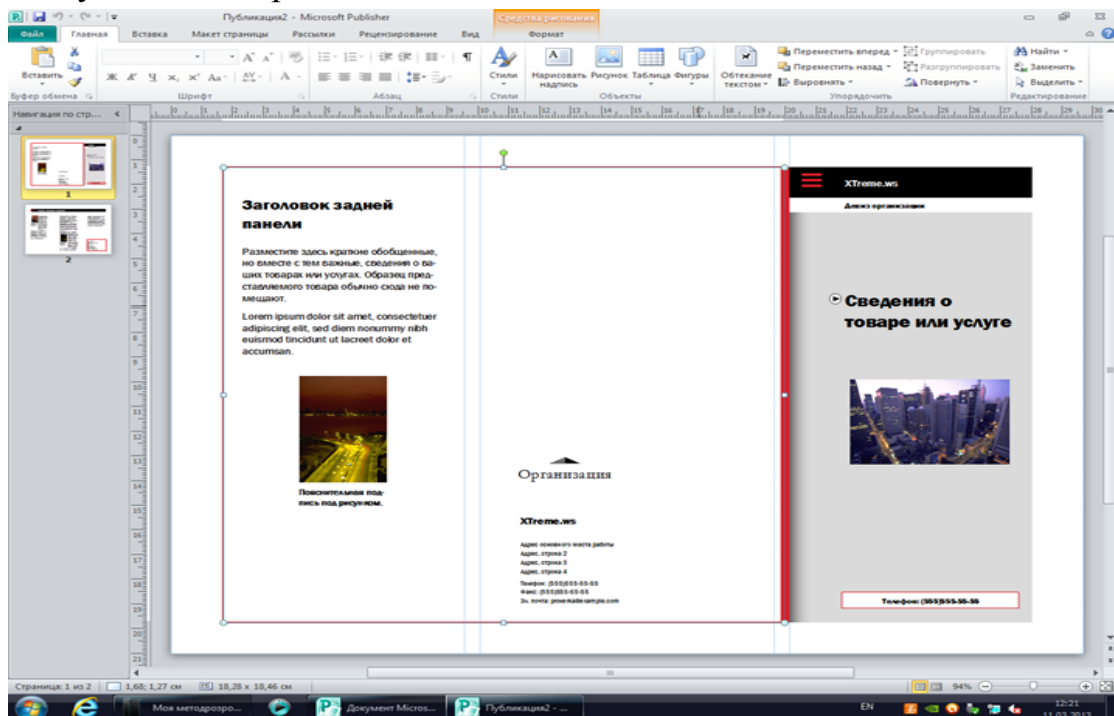 Публикация2 - Microsoft Publisher
Средства рисования
Файл Главная Вставка Макет страницы Рассылки Рецензирование Вид Формат
Вставить
Буфер обмена
Ж К Ч
Шрифт
Абзац
Стили
Стили
Нарисовать надпись
Рисунок Таблица Фигуры
Объекты
Обтекание текстом
Переместить вперед
Переместить назад
Выровнять
Группировать
Разгруппировать
Повернуть
Упорядочить
Найти
Заменить
Выделить
Редактирование
Навигация по стр...
1
2
Заголовок задней
панели
Разместите здесь краткие обобщенные,
но вместе с тем важные, сведения о ва-
ших товарах или услугах. Образец пред-
ставляемого товара обычно сюда не по-
мещают.
Lorem ipsum dolor sit amet, consectetuer
adipiscing elit, sed diem nonummy nibh
euismod tincidunt ut lacreet dolor et
accumsan.
Пояснительная под-
пись под рисунком.
Организация
XTreme.ws
Адрес основного места работы
Адрес, строка 2
Адрес, строка 3
Адрес, строка 4
Телефон: (555)555-55-55
Факс: (555)555-55-55
XTreme.ws
Девиз организации
Сведения о
товаре или услуге
Телефон: (555)555-55-55
Страница: 1 из 2
1,68; 1,27 см
18,28 x 18,46 см
94%
Моя методрозро...
Документ Micros...
Публикация2 - ...
EN
12:21
11.03.2013